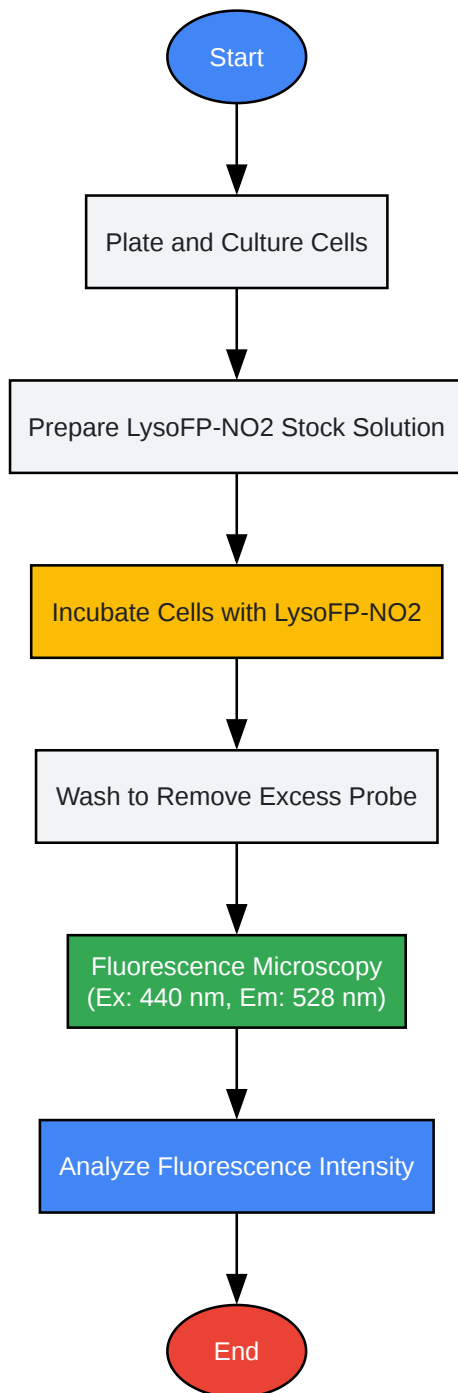 Start
Plate and Culture Cells
Prepare LysoFP-NO2 Stock Solution
Incubate Cells with LysoFP-NO2
Wash to Remove Excess Probe
Fluorescence Microscopy
(Ex: 440 nm, Em: 528 nm)
Analyze Fluorescence Intensity
End